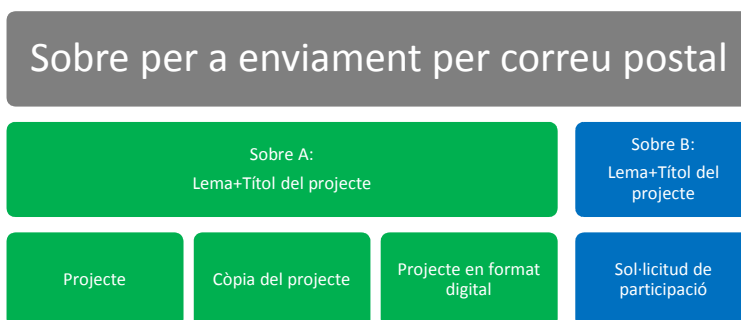 Sobre per a enviament per correu postal
Sobre A:
Lema+Títol del projecte
Sobre B:
Lema+Títol del
projecte
Projecte
Còpia del projecte
Projecte en format
digital
Sol·licitud de
participació